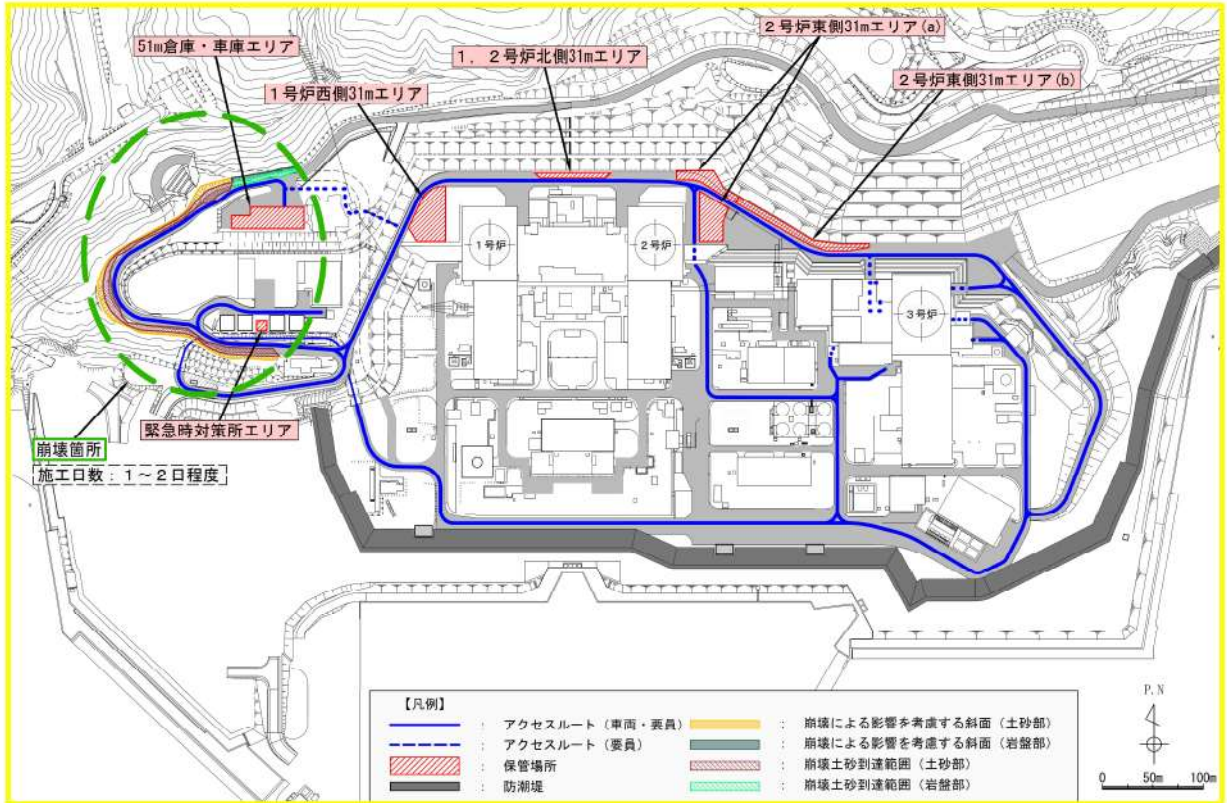 51m倉庫・車庫エリア
1号炉西側31mエリア
1．2号炉北側31mエリア
2号炉東側31mエリア(a)
2号炉東側31mエリア(b)
1号炉
2号炉
3号炉
緊急時対策所エリア
崩壊箇所
施工日数：1～2日程度
【凡例】
： アクセスルート（車両・要員）
： アクセスルート（要員）
： 保管場所
： 防潮堤
： 崩壊による影響を考慮する斜面（土砂部）
： 崩壊による影響を考慮する斜面（岩盤部）
： 崩壊土砂到達範囲（土砂部）
： 崩壊土砂到達範囲（岩盤部）
P.N
0 50m 100m